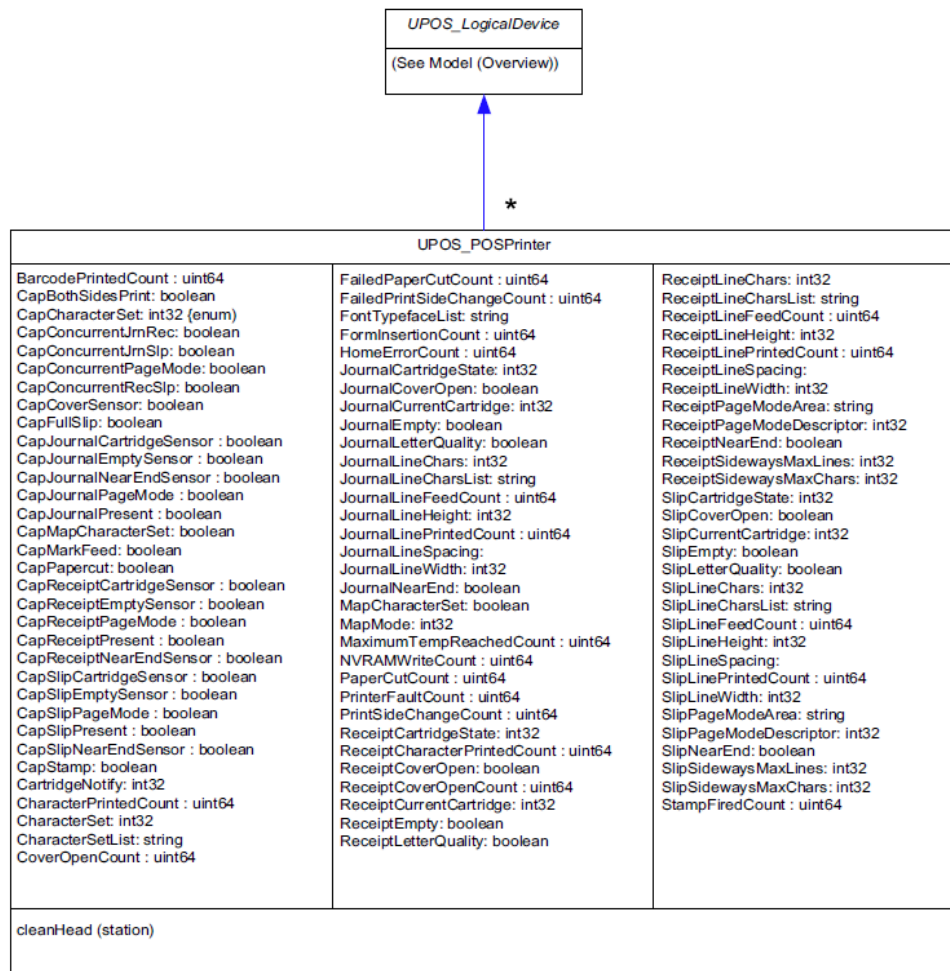 UPOS_LogicalDevice
(See Model (Overview))
*
UPOS_POSPrinter
BarcodePrintedCount : uint64
CapBothSidesPrint: boolean
CapCharacterSet: int32 {enum)
CapConcurrentJrnRec: boolean
CapConcurrentJrnSlp: boolean
CapConcurrentPageMode: boolean
CapConcurrentRecSlp: boolean
CapCoverSensor: boolean
CapFullSlip: boolean
CapJournalCartridgeSensor : boolean
CapJournalEmptySensor : boolean
CapJournalNearEndSensor : boolean
CapJournalPageMode : boolean
CapJournalPresent : boolean
CapMapCharacterSet: boolean
CapMarkFeed: boolean
CapPapercut: boolean
CapReceiptCartridgeSensor : boolean
CapReceiptEmptySensor : boolean
CapReceiptPageMode : boolean
CapReceiptPresent : boolean
CapReceiptNearEndSensor : boolean
CapSlipCartridgeSensor : boolean
CapSlipEmptySensor : boolean
CapSlipPageMode : boolean
CapSlipPresent : boolean
CapSlipNearEndSensor : boolean
CapStamp: boolean
CartridgeNotify: int32
CharacterPrintedCount : uint64
CharacterSet: int32
CharacterSetList: string
CoverOpenCount : uint64
FailedPaperCutCount : uint64
FailedPrintSideChangeCount : uint64
FontTypefaceList: string
FormInsertionCount : uint64
HomeErrorCount : uint64
JournalCartridgeState: int32
JournalCoverOpen: boolean
JournalCurrentCartridge: int32
JournalEmpty: boolean
JournalLetterQuality: boolean
JournalLineChars: int32
JournalLineCharsList: string
JournalLineFeedCount : uint64
JournalLineHeight: int32
JournalLinePrintedCount : uint64
JournalLineSpacing:
JournalLineWidth: int32
JournalNearEnd: boolean
MapCharacterSet: boolean
MapMode: int32
MaximumTempReachedCount : uint64
NVRAMWriteCount : uint64
PaperCutCount : uint64
PrinterFaultCount : uint64
PrintSideChangeCount : uint64
ReceiptCartridgeState: int32
ReceiptCharacterPrintedCount : uint64
ReceiptCoverOpen: boolean
ReceiptCoverOpenCount : uint64
ReceiptCurrentCartridge: int32
ReceiptEmpty: boolean
ReceiptLetterQuality: boolean
ReceiptLineChars: int32
ReceiptLineCharsList: string
ReceiptLineFeedCount : uint64
ReceiptLineHeight: int32
ReceiptLinePrintedCount : uint64
ReceiptLineSpacing:
ReceiptLineWidth: int32
ReceiptPageModeArea: string
ReceiptPageModeDescriptor: int32
ReceiptNearEnd: boolean
ReceiptSidewaysMaxLines: int32
ReceiptSidewaysMaxChars: int32
SlipCartridgeState: int32
SlipCoverOpen: boolean
SlipCurrentCartridge: int32
SlipEmpty: boolean
SlipLetterQuality: boolean
SlipLineChars: int32
SlipLineCharsList: string
SlipLineFeedCount : uint64
SlipLineHeight: int32
SlipLineSpacing:
SlipLinePrintedCount : uint64
SlipLineWidth: int32
SlipPageModeArea: string
SlipPageModeDescriptor: int32
SlipNearEnd: boolean
SlipSidewaysMaxLines: int32
SlipSidewaysMaxChars: int32
StampFiredCount : uint64
cleanHead (station)